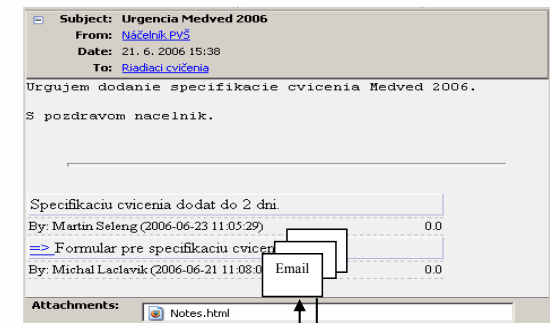 Subject: Urgencia Medved 2006
From: Náčelník PVŠ
Date: 21. 6. 2006 15:38
To: Riadiaci cvičenia
Urgujem dodanie specifikacie cvicenia Medved 2006.
S pozdravom nacelnik.
Specifikaciu cvicenia dodat do 2 dni.
By: Martin Seleng (2006-06-23 11:05:29) 0.0
=> Formular pre specifikaciu cvicen
By: Michal Laclavik (2006-06-21 11:08:0 0.0
Email
Attachments: Notes.html